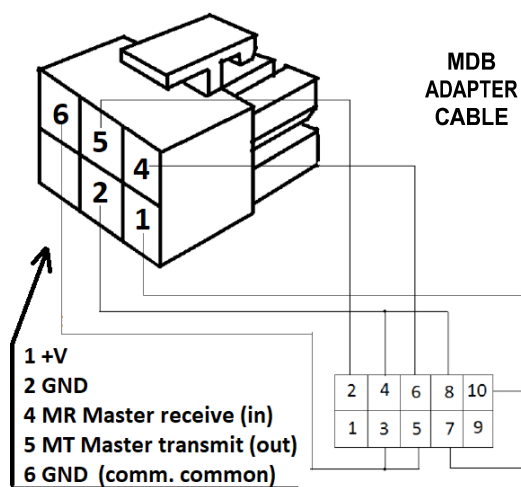 MDB
ADAPTER
CABLE
6
5
4
2
1
1 +V
2 GND
4 MR Master receive (in)
5 MT Master transmit (out)
6 GND (comm. common)
2 4 6 8 10
1 3 5 7 9